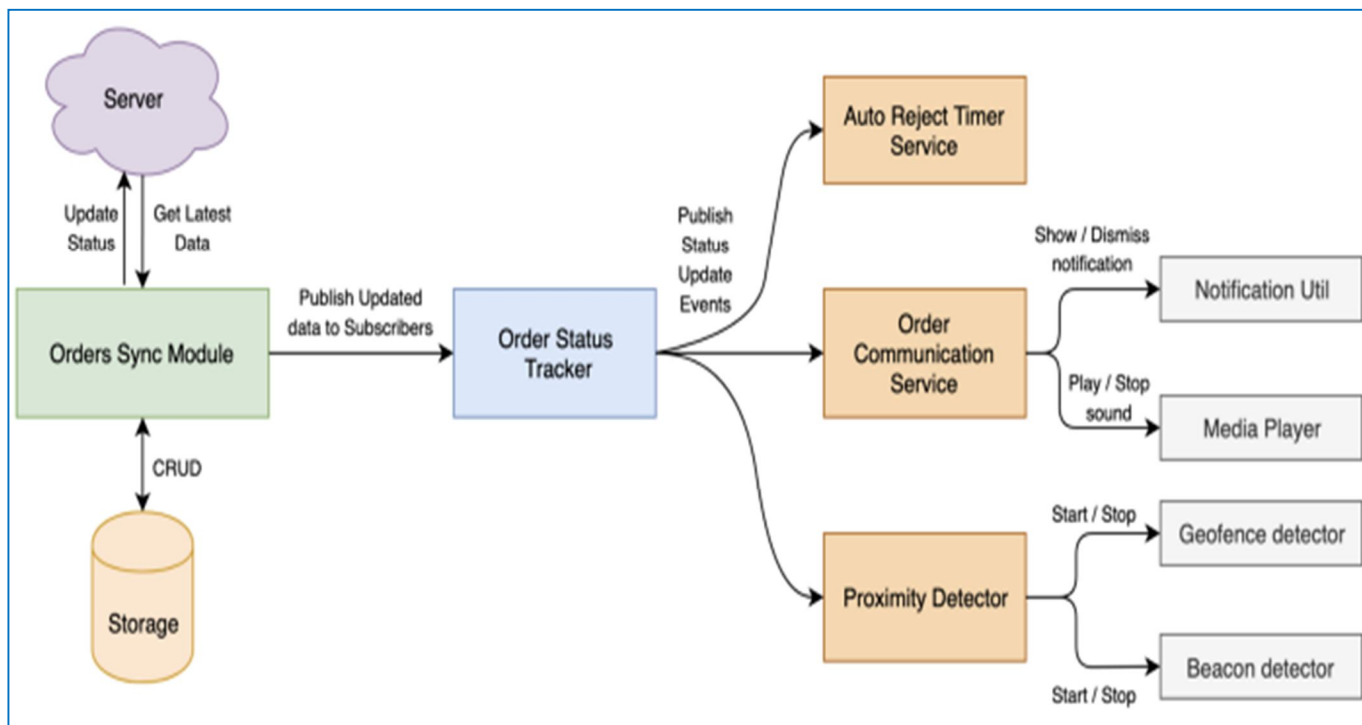 Server
Update
Status
Get Latest
Data
Orders Sync Module
CRUD
Storage
Publish Updated
data to Subscribers
Order Status
Tracker
Publish
Status
Update
Events
Auto Reject Timer
Service
Order
Communication
Service
Show / Dismiss
notification
Notification Util
Play / Stop
sound
Media Player
Proximity Detector
Start / Stop
Geofence detector
Start / Stop
Beacon detector